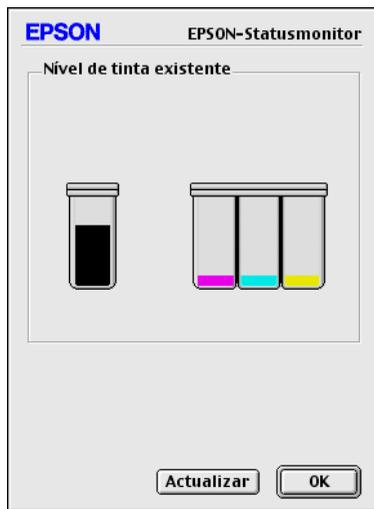 EPSON EPSON-Statusmonitor
Nível de tinta existente
Actualizar OK